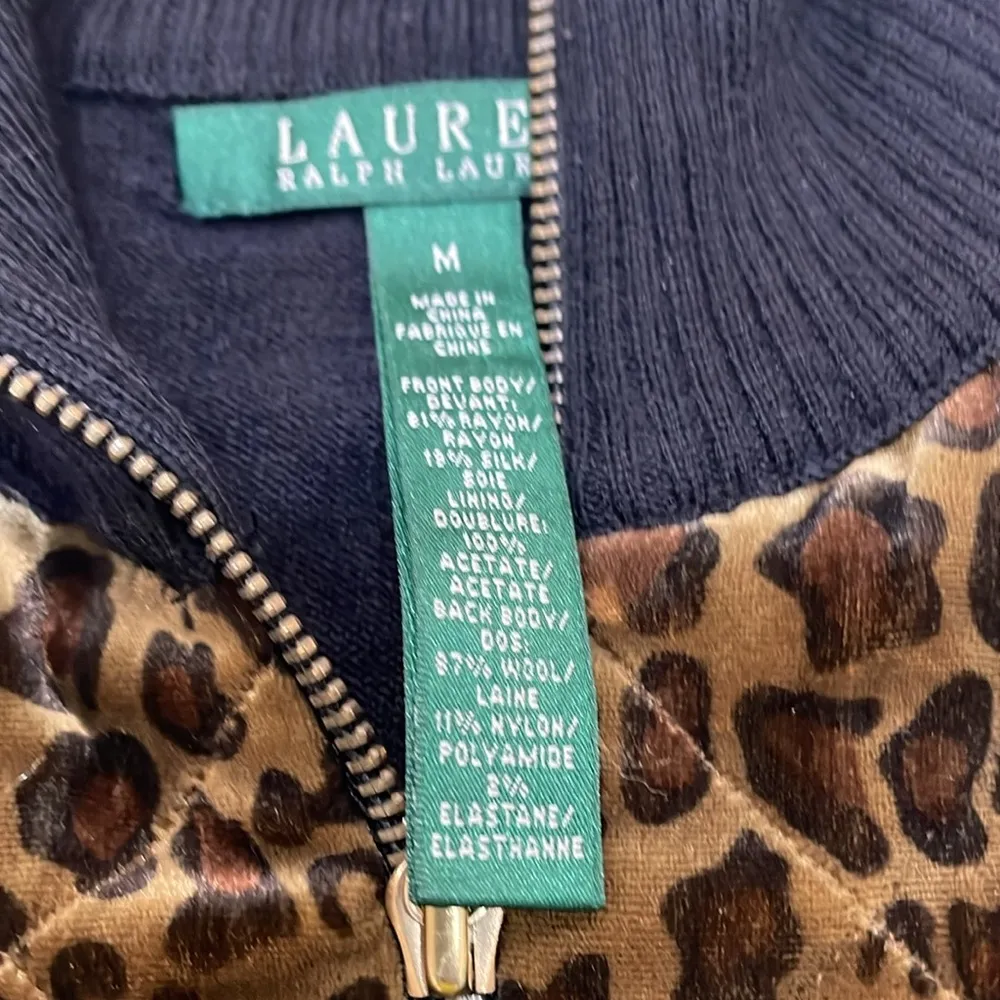 LAURE
RALPH LAUR
M
MADE IN
CHINA
FABRIQUE EN
CHINE
FRONT BODY/
DEVANT:
81% RAYON/
RAYON
19% SILK/
SOIE
LINING/
DOUBLURE:
100%
ACETATE/
ACETATE
BACK BODY/
DOS:
87% WOOL/
LAINE
11% NYLON/
POLYAMIDE
2%
ELASTANE/
ELASTHANNE